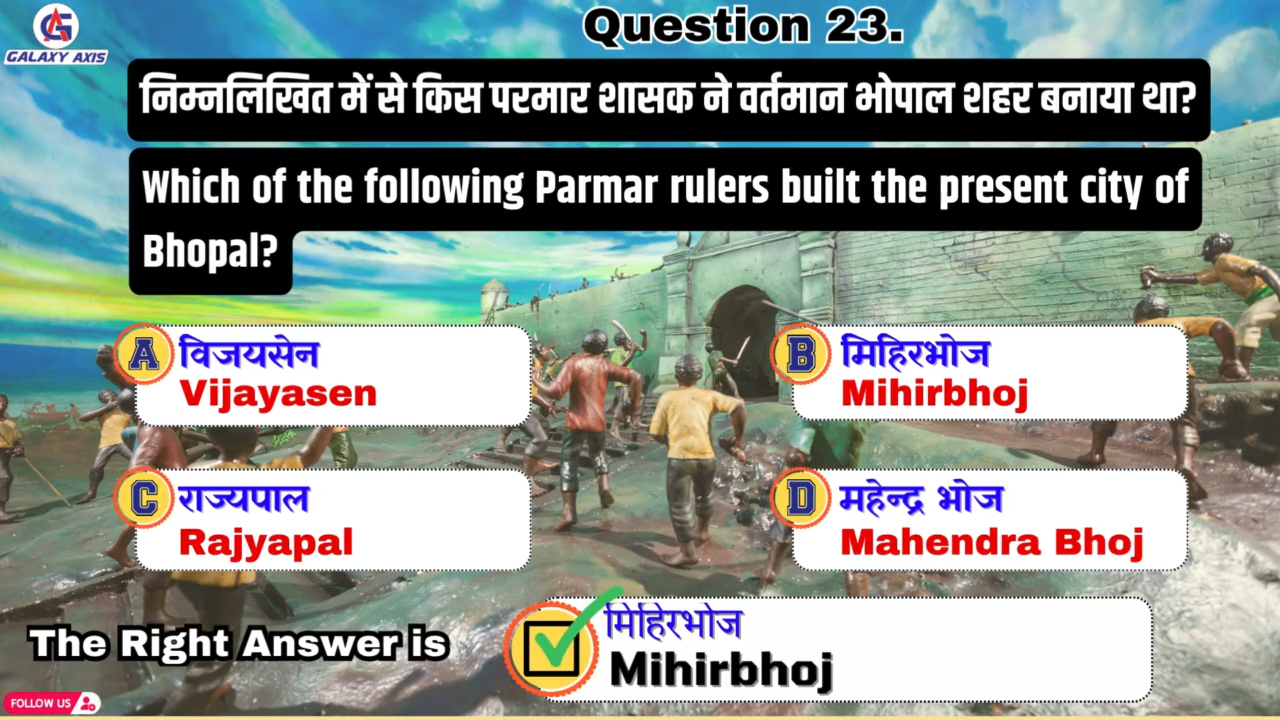 GALAXY AXIS
Question 23.
निम्नलिखित में से किस परमार शासक ने वर्तमान भोपाल शहर बनाया था?
Which of the following Parmar rulers built the present city of
Bhopal?
A विजयसेन
Vijayasen
B मिहिरभोज
Mihirbhoj
C राज्यपाल
Rajyapal
D महेन्द्र भोज
Mahendra Bhoj
The Right Answer is
मिहिरभोज
Mihirbhoj
FOLLOW US